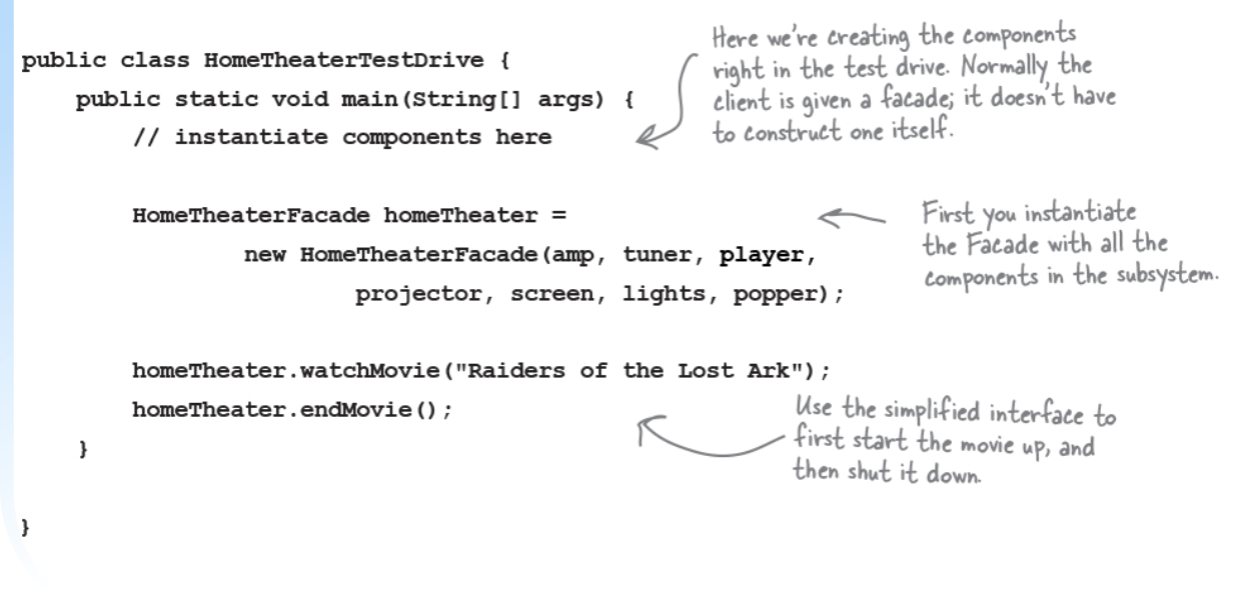 public class HomeTheaterTestDrive {
public static void main(String[] args) {
// instantiate components here
Here we're creating the components
right in the test drive. Normally the
client is given a facade; it doesn't have
to construct one itself.
HomeTheaterFacade homeTheater =
new HomeTheaterFacade(amp, tuner, player,
projector, screen, lights, popper);
First you instantiate
the Facade with all the
components in the subsystem.
homeTheater.watchMovie("Raiders of the Lost Ark");
homeTheater.endMovie();
Use the simplified interface to
first start the movie up, and
then shut it down.
}
}